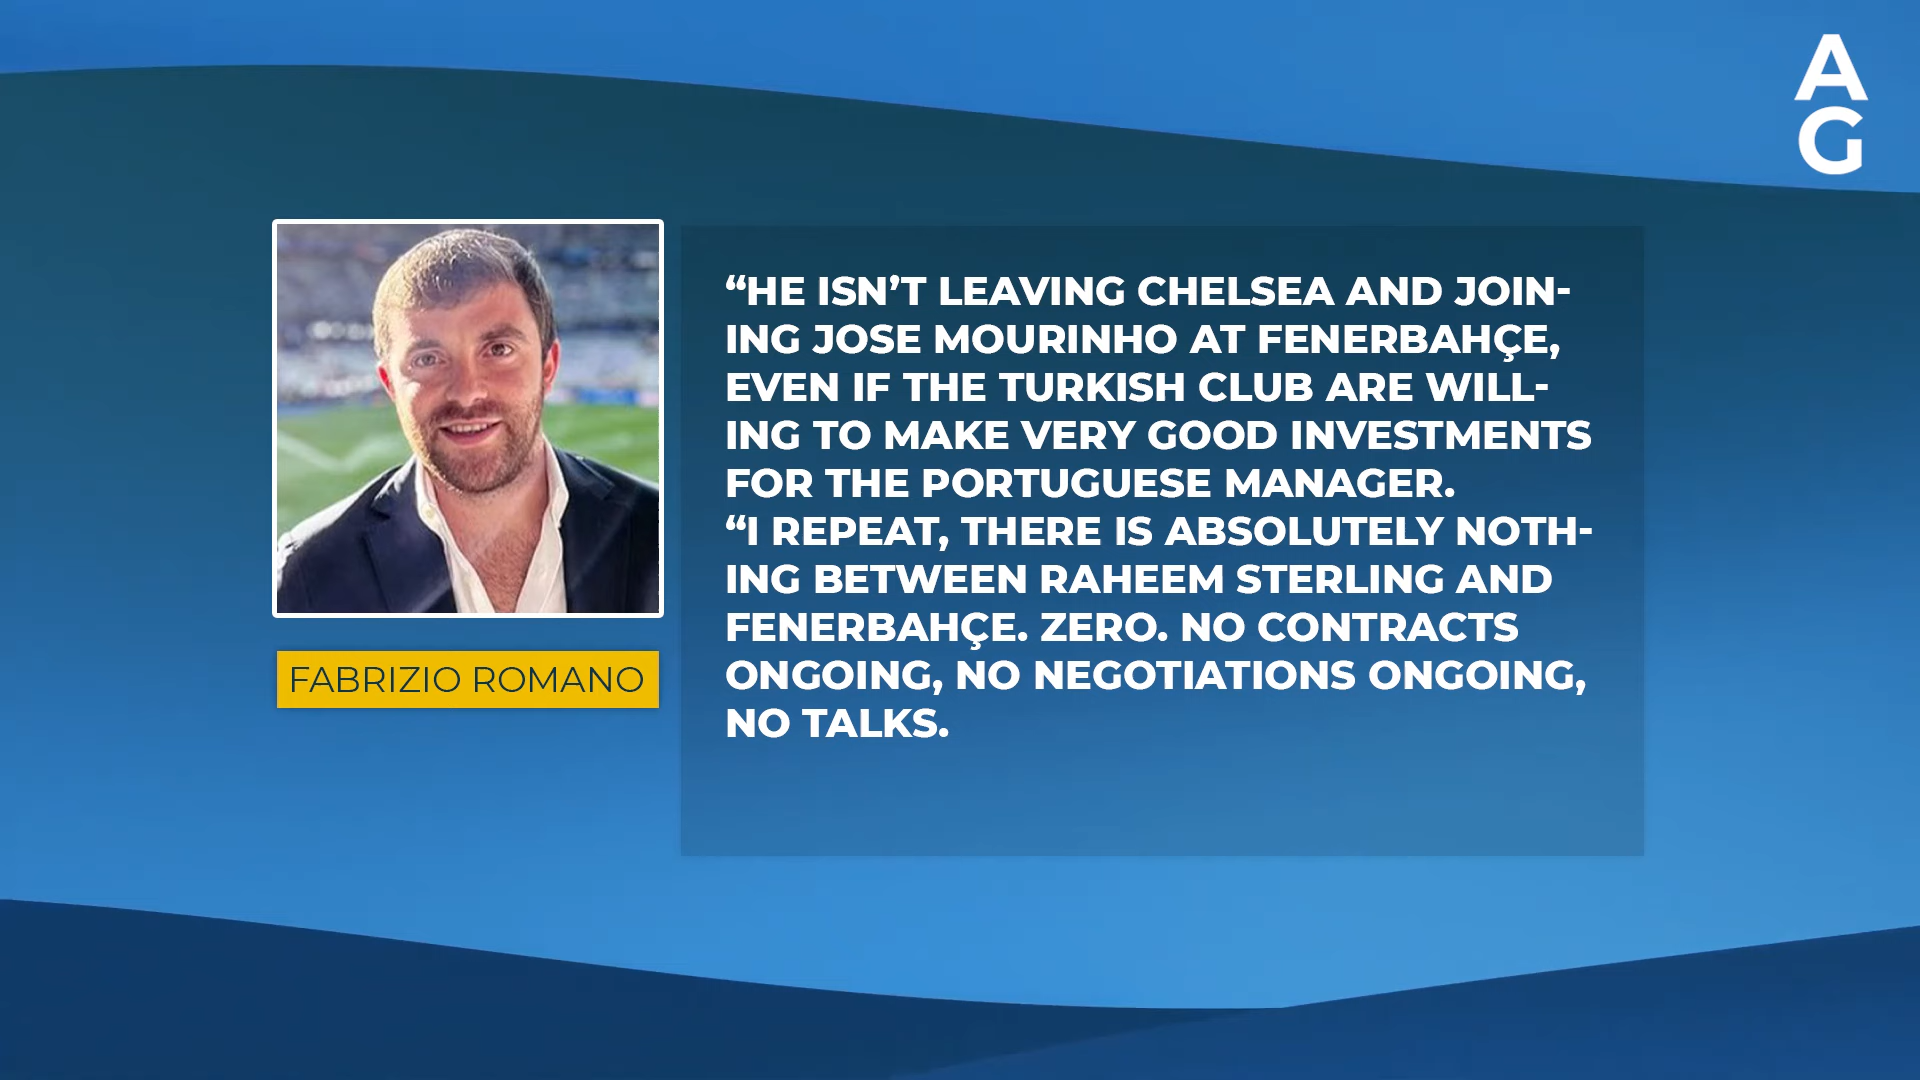 A
G
“HE ISN’T LEAVING CHELSEA AND JOIN-
ING JOSE MOURINHO AT FENERBAHÇE,
EVEN IF THE TURKISH CLUB ARE WILL-
ING TO MAKE VERY GOOD INVESTMENTS
FOR THE PORTUGUESE MANAGER.
“I REPEAT, THERE IS ABSOLUTELY NOTH-
ING BETWEEN RAHEEM STERLING AND
FENERBAHÇE. ZERO. NO CONTRACTS
ONGOING, NO NEGOTIATIONS ONGOING,
NO TALKS.
FABRIZIO ROMANO